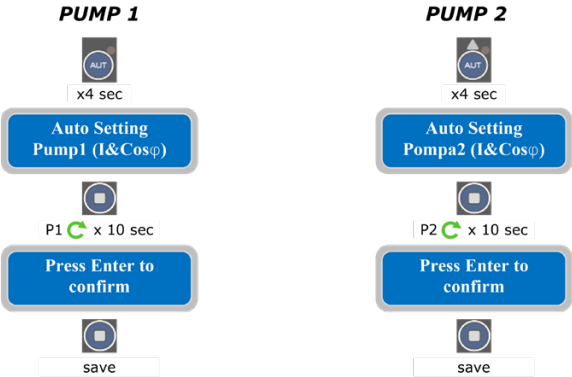 PUMP 1
AUT
x4 sec
Auto Setting
Pump1 (I&Cosφ)
P1 x 10 sec
Press Enter to
confirm
save
PUMP 2
AUT
x4 sec
Auto Setting
Pompa2 (I&Cosφ)
P2 x 10 sec
Press Enter to
confirm
save